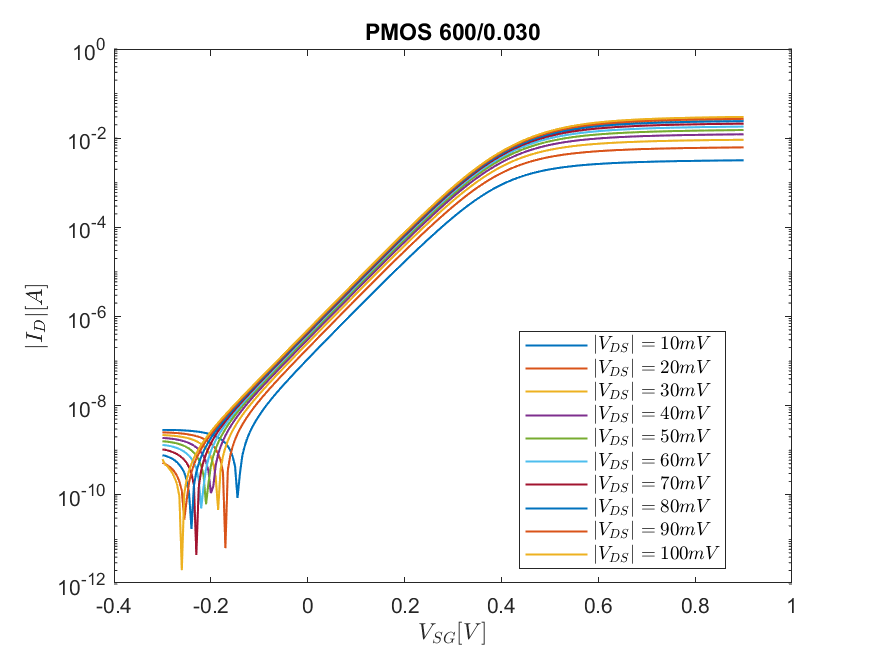 PMOS 600/0.030
10^0
10^-2
10^-4
10^-6
10^-8
10^-10
10^-12
|I_D|[A]
-0.4 -0.2 0 0.2 0.4 0.6 0.8 1
V_SG[V]
|V_DS| = 10mV
|V_DS| = 20mV
|V_DS| = 30mV
|V_DS| = 40mV
|V_DS| = 50mV
|V_DS| = 60mV
|V_DS| = 70mV
|V_DS| = 80mV
|V_DS| = 90mV
|V_DS| = 100mV